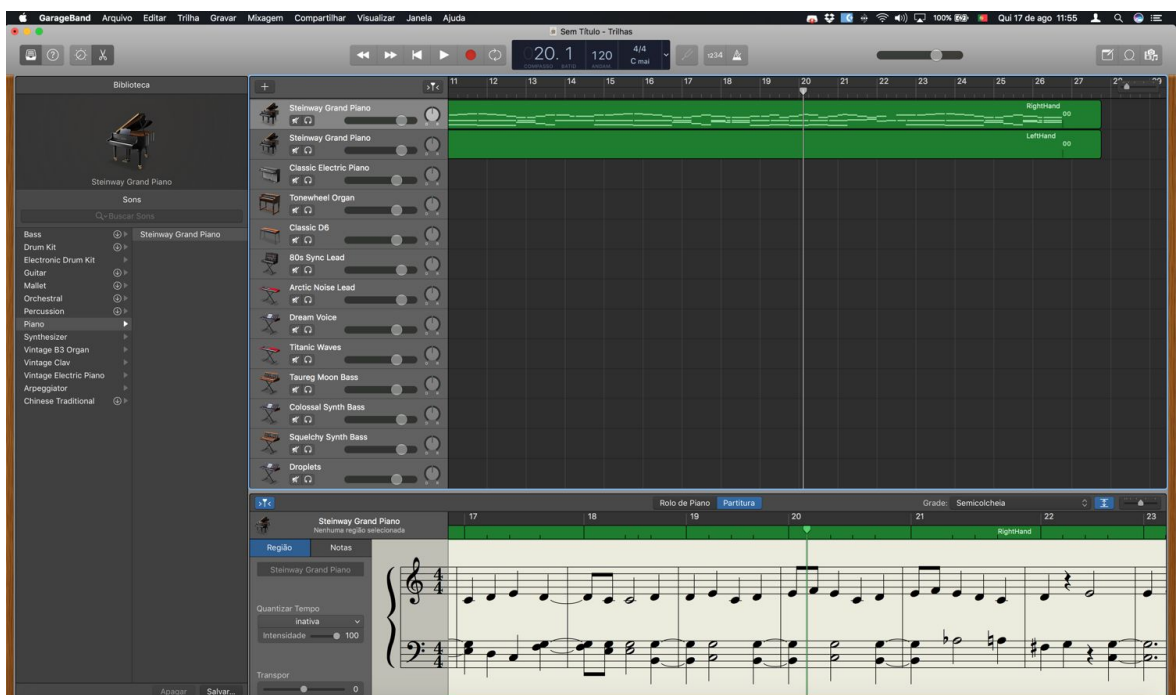 GarageBand Arquivo Editar Trilha Gravar Mixagem Compartilhar Visualizar Janela Ajuda
100% Qui 17 de ago 11:55
Sem Título - Trilhas
20. 1 120 4/4
C mai
1234
Biblioteca
11 12 13 14 15 16 17 18 19 20 21 22 23 24 25 26 27
Steinway Grand Piano
Sons
Buscar Sons
Bass
Drum Kit
Electronic Drum Kit
Guitar
Mallet
Orchestral
Percussion
Piano
Synthesizer
Vintage B3 Organ
Vintage Clav
Vintage Electric Piano
Arpeggiator
Chinese Traditional
Steinway Grand Piano
Apagar Salvar...
Steinway Grand Piano
Steinway Grand Piano
Classic Electric Piano
Tonewheel Organ
Classic D6
80s Sync Lead
Arctic Noise Lead
Dream Voice
Titanic Waves
Taureg Moon Bass
Colossal Synth Bass
Squelchy Synth Bass
Droplets
RightHand
LeftHand
Rolo de Piano Partitura
Grade: Semicolcheia
Steinway Grand Piano
Nenhuma região selecionada
17 18 19 20 21 22 23
RightHand
Região Notas
Steinway Grand Piano
Quantizar Tempo
inativa
Intensidade 100
Transpor
0